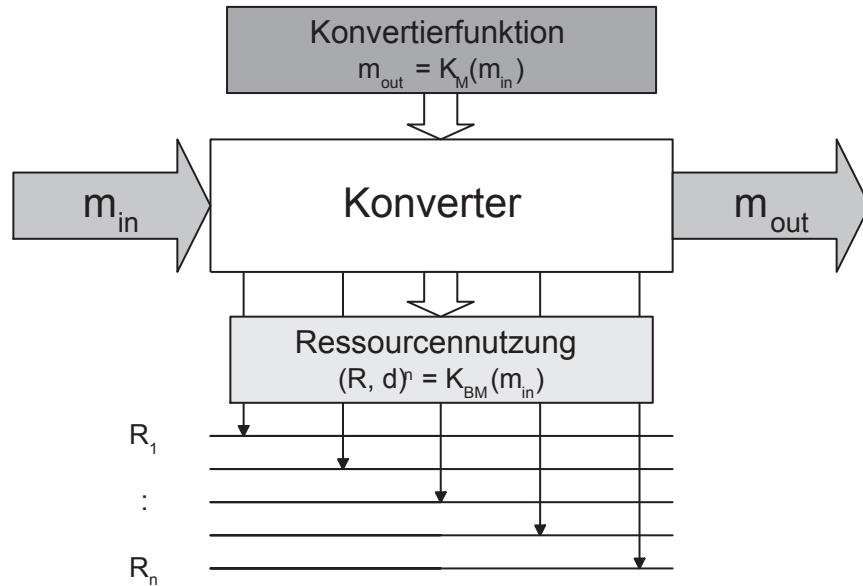 Konvertierfunktion
m_out = K_M(m_in)
m_in
Konverter
m_out
Ressourcennutzung
(R, d)ⁿ = K_BM(m_in)
R_1
:
R_n